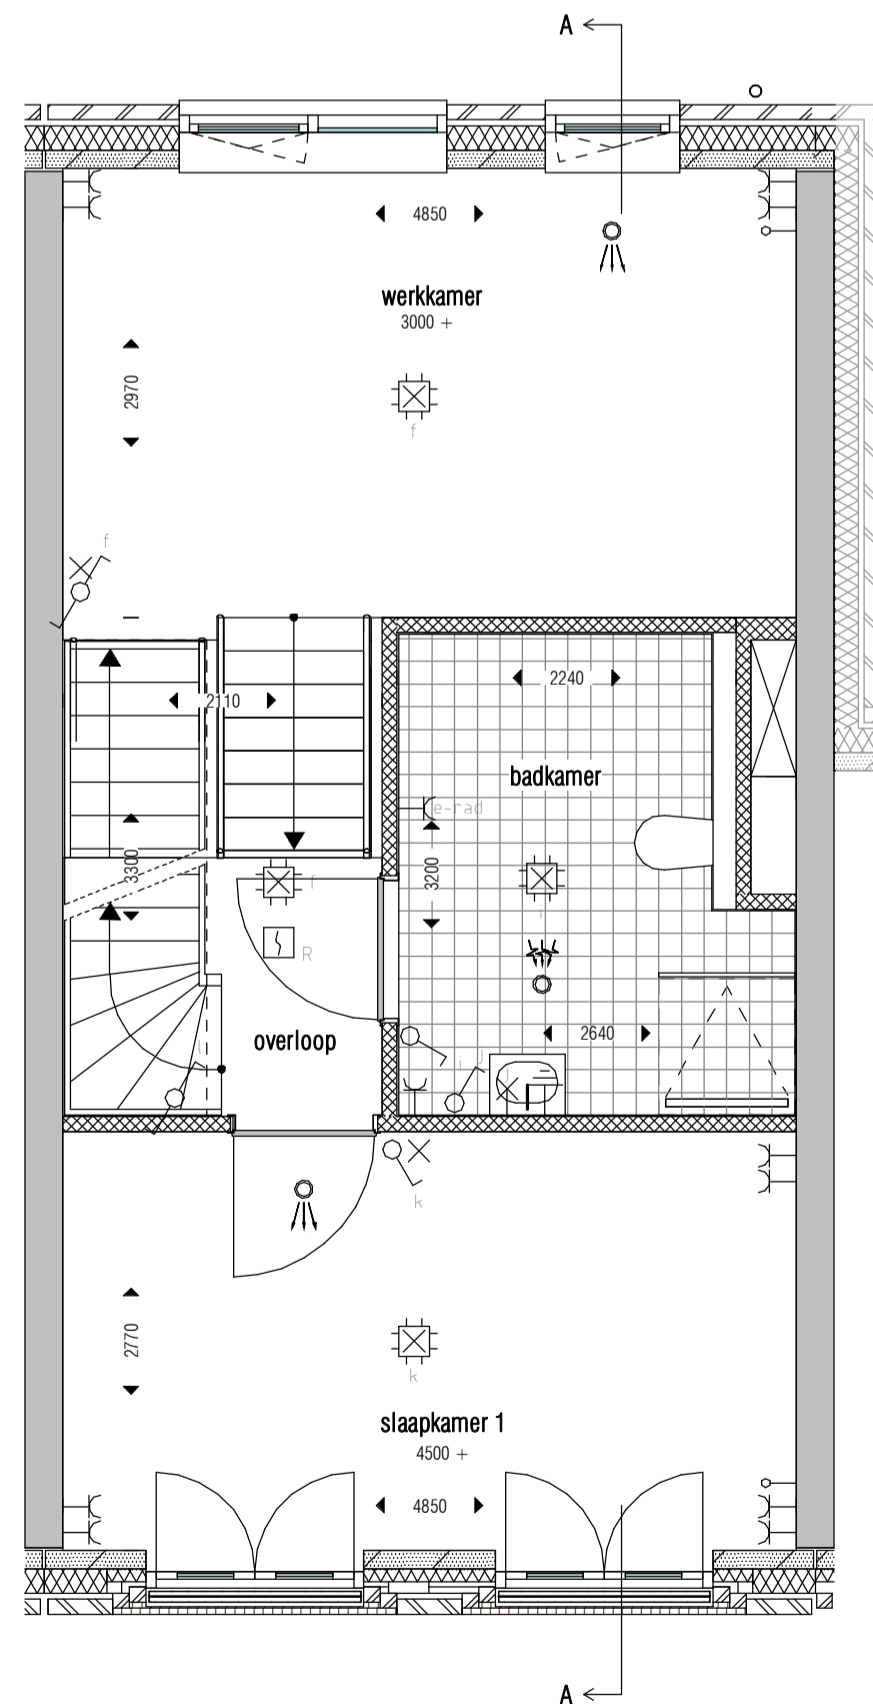 A
4850
werkkamer
3000 +
2970
f
f
2110
2240
badkamer
e-rad
3300
3200
f
R
overloop
2640
k
2770
k
slaapkamer 1
4500 +
4850
A